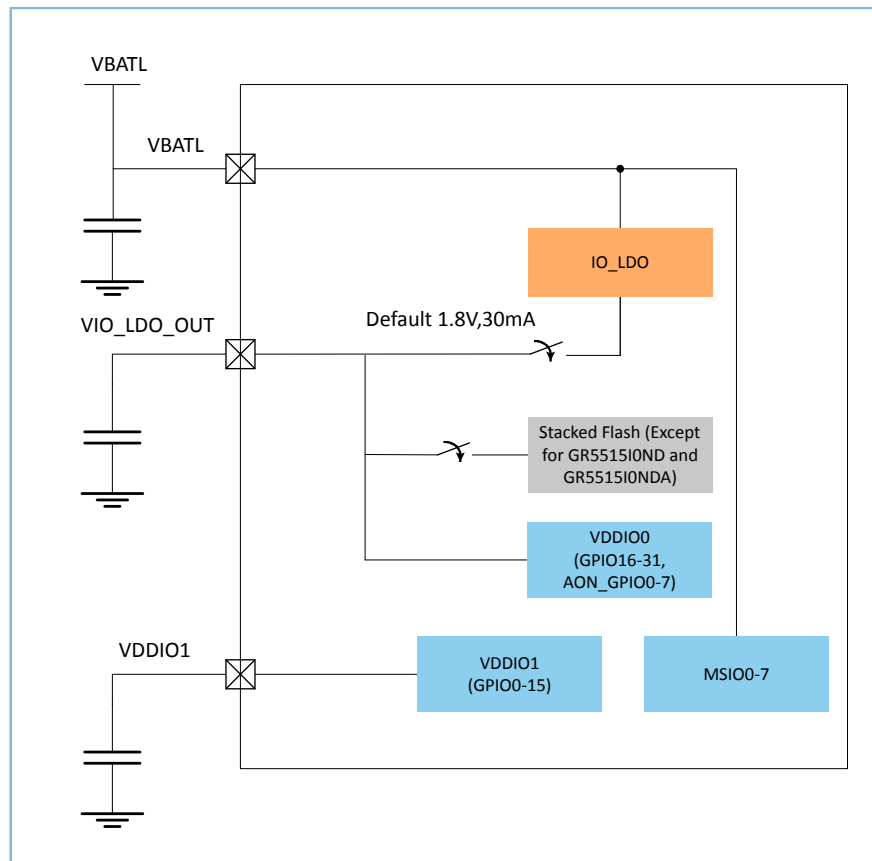 VBATL
VBATL
IO_LDO
VIO_LDO_OUT
Default 1.8V,30mA
Stacked Flash (Except
for GR5515I0ND and
GR5515I0NDA)
VDDIO0
(GPIO16-31,
AON_GPIO0-7)
VDDIO1
VDDIO1
(GPIO0-15)
MSIO0-7